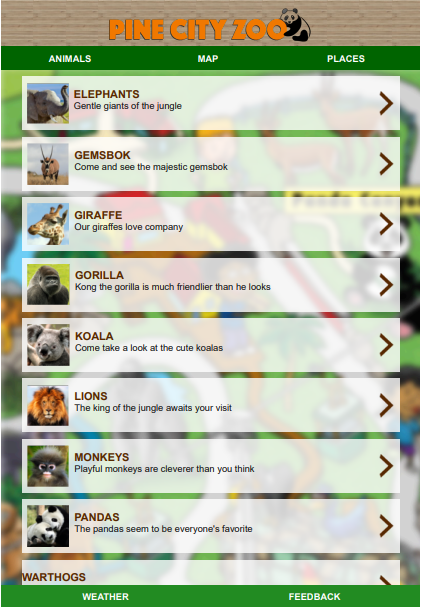 PINE CITY ZOO
ANIMALS MAP PLACES
ELEPHANTS
Gentle giants of the jungle
GEMSBOK
Come and see the majestic gemsbok
GIRAFFE
Our giraffes love company
GORILLA
Kong the gorilla is much friendlier than he looks
KOALA
Come take a look at the cute koalas
LIONS
The king of the jungle awaits your visit
MONKEYS
Playful monkeys are cleverer than you think
PANDAS
The pandas seem to be everyone's favorite
WARTHOGS
WEATHER FEEDBACK